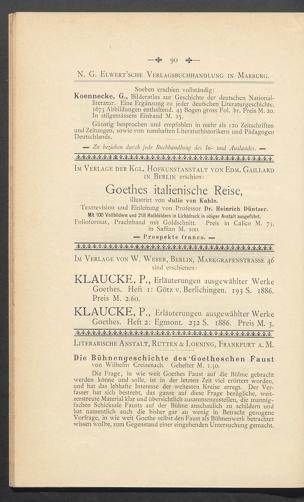 90
N. G. Elwert'sche Verlagsbuchhandlung in Marburg.
Soeben erschien vollständig:
Koennecke, G., Bilderatlas zur Geschichte der deutschen National-
literatur. Eine Ergänzung zu jeder deutschen Literaturgeschichte.
1675 Abbildungen enthaltend. 43 Bogen gross Fol. br. Preis M. 20.
In stilgemässem Einband M. 25.
Günstig besprochen und empfohlen in mehr als 120 Zeitschriften
und Zeitungen, sowie von namhaften Literarhistorikern und Pädagogen
Deutschlands.
— Zu beziehen durch jede Buchhandlung des In- und Auslandes. —
Im Verlage der Kgl. Hofkunstanstalt von Edm. Gaillard
in Berlin erschien:
Goethes italienische Reise,
illustrirt von Julie von Kahle.
Textrevision und Einleitung von Professor Dr. Heinrich Düntzer.
Mit 100 Vollbildern und 218 Halbbildern in Lichtdruck in obiger Anstalt ausgeführt.
Folioformat, Prachtband mit Goldschnitt. Preis in Calico M. 75,
in Saffian M. 100.
— Prospekte franco. —
Im Verlage von W. Weber, Berlin, Markgrafenstrasse 46
sind erschienen:
KLAUCKE, P., Erläuterungen ausgewählter Werke
Goethes. Heft 1: Götz v. Berlichingen. 193 S. 1886.
Preis M. 2.60.
KLAUCKE, P., Erläuterungen ausgewählter Werke
Goethes. Heft 2: Egmont. 232 S. 1886. Preis M. 3.
Literarische Anstalt, Rütten & Loening, Frankfurt a. M.
Die Bühnengeschichte des Goetheschen Faust
von Wilhelm Creizenach. Geheftet M. 1.50.
Die Frage, in wie weit Goethes Faust auf die Bühne gebracht
werden könne und solle, ist in der letzten Zeit viel erörtert worden,
und hat das lebhafte Interesse der weitesten Kreise erregt. Der Ver-
fasser hat sich bestrebt, das ganze auf diese Frage bezügliche, weit-
zerstreute Material klar und übersichtlich zusammenzustellen, die mannig-
fachen Schicksale Fausts auf der Bühne anschaulich zu schildern und
hat namentlich auch die bisher gar zu wenig in Betracht gezogene
Vorfrage, in wie weit Goethe selbst den Faust als Bühnenwerk betrachtet
wissen wollte, zum Gegenstand einer eingehenden Untersuchung gemacht.